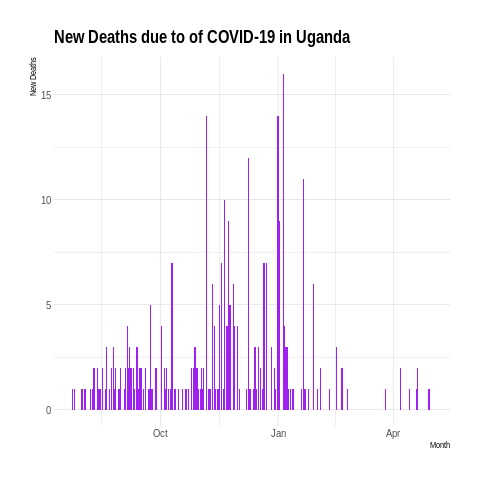 New Deaths due to of COVID-19 in Uganda
New Deaths
15
10
5
0
Oct
Jan
Apr
Month